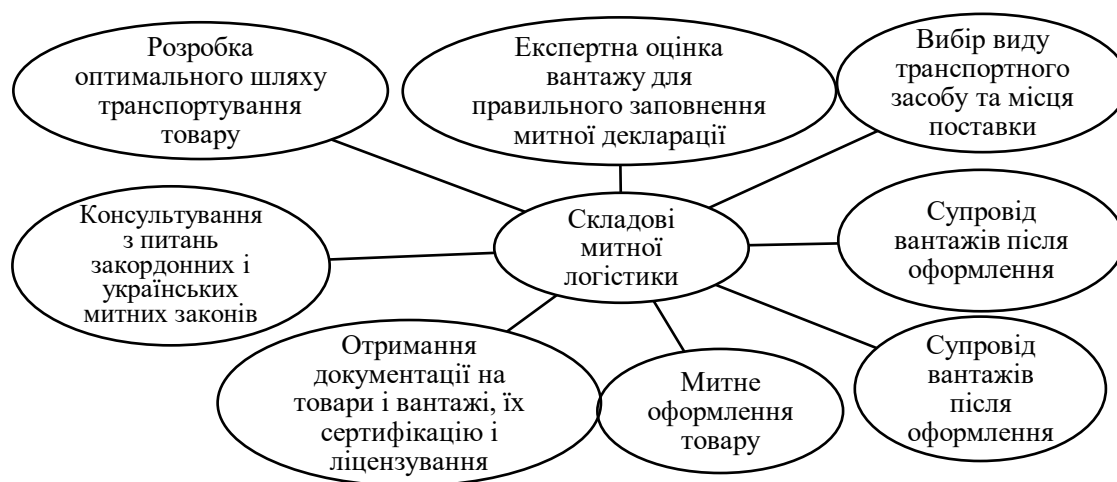 Розробка
оптимального шляху
транспортування
товару
Експертна оцінка
вантажу для
правильного заповнення
митної декларації
Вибір виду
транспортного
засобу та місця
поставки
Консультування
з питань
закордонних і
українських
митних законів
Складові
митної
логістики
Супровід
вантажів після
оформлення
Отримання
документації на
товари і вантажі, їх
сертифікацію і
ліцензування
Митне
оформлення
товару
Супровід
вантажів
після
оформлення